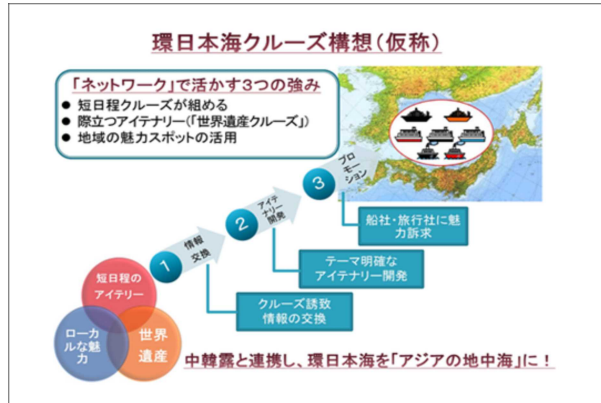 環日本海クルーズ構想(仮称)
「ネットワーク」で活かす3つの強み
● 短日程クルーズが組める
● 際立つアイテナリー(「世界遺産クルーズ」)
● 地域の魅力スポットの活用
3
プロ
モー
ション
2
アイテ
ナリー
開発
1
情報
交換
船社・旅行社に魅
力訴求
テーマ明確な
アイテナリー開発
クルーズ誘致
情報の交換
短日程の
アイテリー
ローカ
ルな魅
力
世界
遺産
中韓露と連携し、環日本海を「アジアの地中海」に!